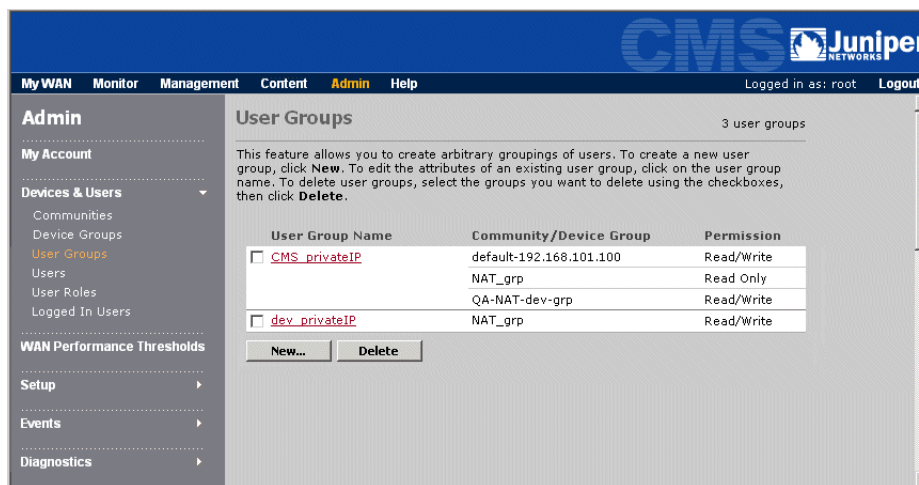 CMS Juniper
NETWORKS
My WAN Monitor Management Content Admin Help Logged in as: root Logout
Admin
My Account
Devices & Users
Communities
Device Groups
User Groups
Users
User Roles
Logged In Users
WAN Performance Thresholds
Setup
Events
Diagnostics
User Groups 3 user groups
This feature allows you to create arbitrary groupings of users. To create a new user
group, click New. To edit the attributes of an existing user group, click on the user group
name. To delete user groups, select the groups you want to delete using the checkboxes,
then click Delete.
User Group Name Community/Device Group Permission
CMS_privateIP default-192.168.101.100 Read/Write
NAT_grp Read Only
QA-NAT-dev-grp Read/Write
dev_privateIP NAT_grp Read/Write
New... Delete